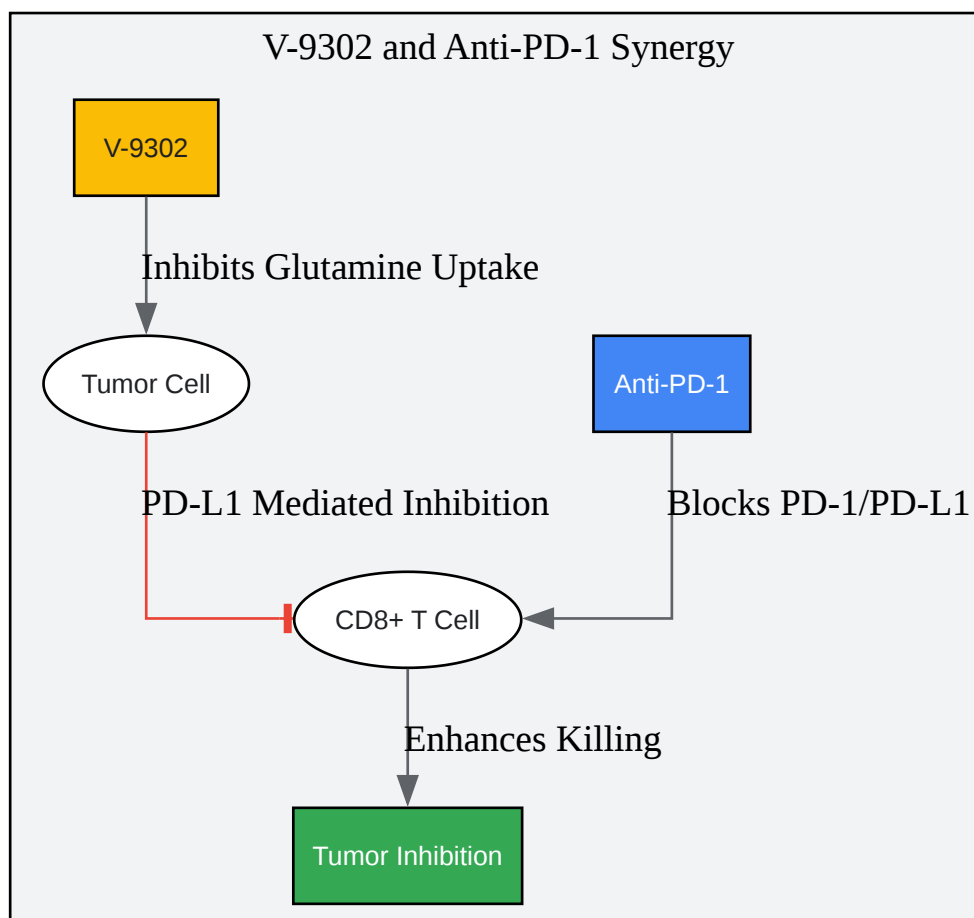 V-9302 and Anti-PD-1 Synergy
V-9302
Inhibits Glutamine Uptake
Tumor Cell
Anti-PD-1
PD-L1 Mediated Inhibition
Blocks PD-1/PD-L1
CD8+ T Cell
Enhances Killing
Tumor Inhibition